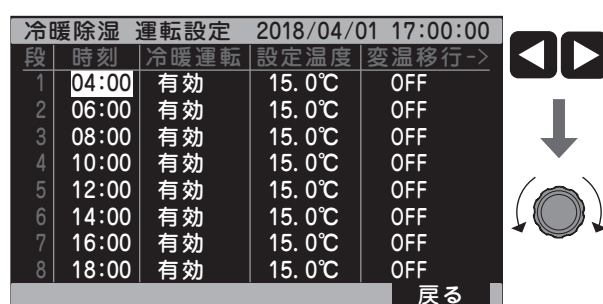 冷暖除湿 運転設定 2018/04/01 17:00:00
段 時刻 冷暖運転 設定温度 変温移行->
1 04:00 有効 15.0℃ OFF
2 06:00 有効 15.0℃ OFF
3 08:00 有効 15.0℃ OFF
4 10:00 有効 15.0℃ OFF
5 12:00 有効 15.0℃ OFF
6 14:00 有効 15.0℃ OFF
7 16:00 有効 15.0℃ OFF
8 18:00 有効 15.0℃ OFF
戻る